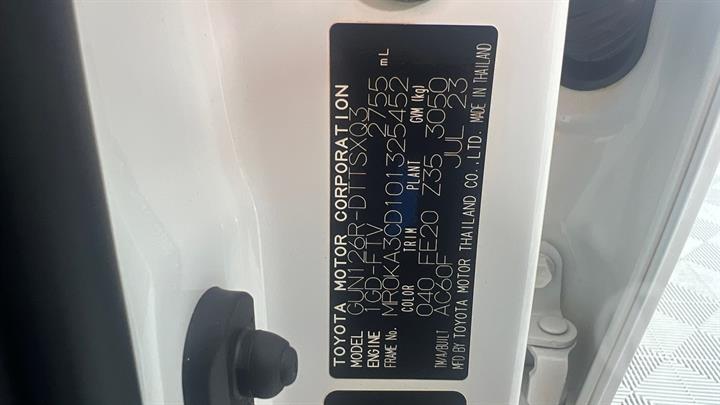 TOYOTA MOTOR CORPORATION
MODEL GUN126R-DTTSXQ3
ENGINE 1GD-FTV 2755 mL
FRAME No. MR0KA3CD101325452
COLOR TRIM PLANT GVM (kg)
040 FE20 Z35 3050
TM/A/BUILT AC60F JUL 23
MFD BY TOYOTA MOTOR THAILAND CO.,LTD. MADE IN THAILAND